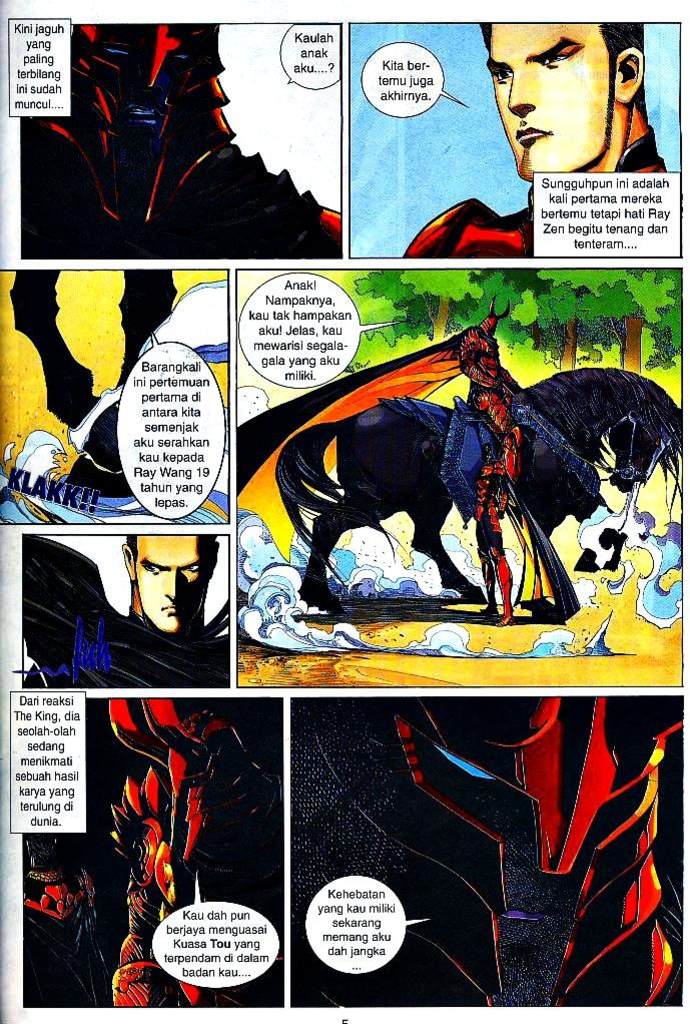 Kini jaguh
yang
paling
terbilang
ini sudah
muncul....
Kaulah
anak
aku....?
Kita ber-
temu juga
akhirnya.
Sungguhpun ini adalah
kali pertama mereka
bertemu tetapi hati Ray
Zen begitu tenang dan
tenteram....
Barangkali
ini pertemuan
pertama di
antara kita
semenjak
aku serahkan
kau kepada
Ray Wang 19
tahun yang
lepas.
KLAKK!!
Anak!
Nampaknya,
kau tak hampakan
aku! Jelas, kau
mewarisi segala-
gala yang aku
miliki.
Dari reaksi
The King, dia
seolah-olah
sedang
menikmati
sebuah hasil
karya yang
terulung di
dunia.
Kau dah pun
berjaya menguasai
Kuasa Tou yang
terpendam di dalam
badan kau....
Kehebatan
yang kau miliki
sekarang
memang aku
dah jangka
...
5